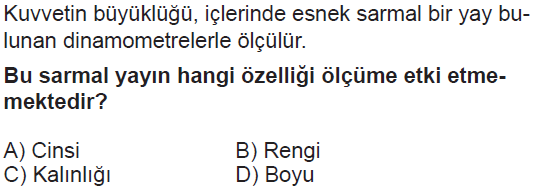 Kuvvetin büyüklüğü, içlerinde esnek sarmal bir yay bu-
lunan dinamometrelerle ölçülür.
Bu sarmal yayın hangi özelliği ölçüme etki etme-
mektedir?
A) Cinsi B) Rengi
C) Kalınlığı D) Boyu